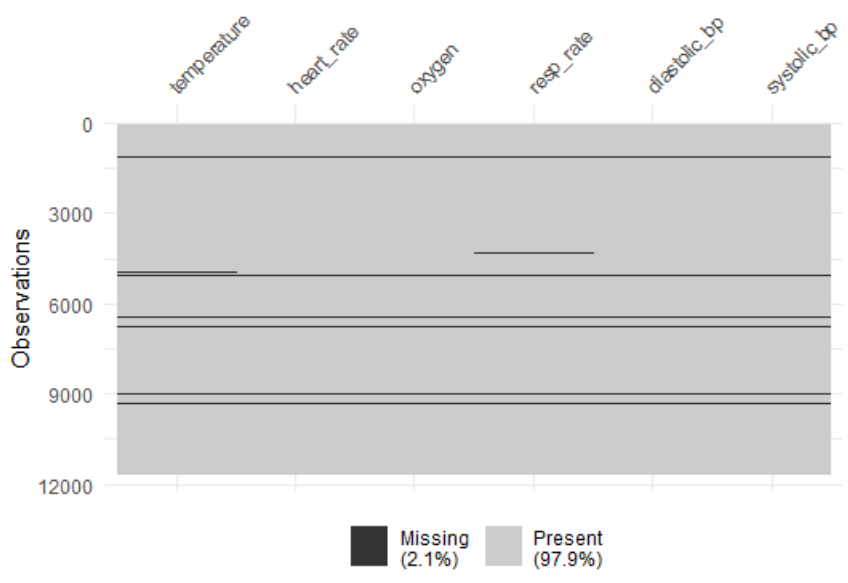 temperature
heart_rate
oxygen
resp_rate
diastolic_bp
systolic_bp
Observations
0
3000
6000
9000
12000
Missing
(2.1%)
Present
(97.9%)